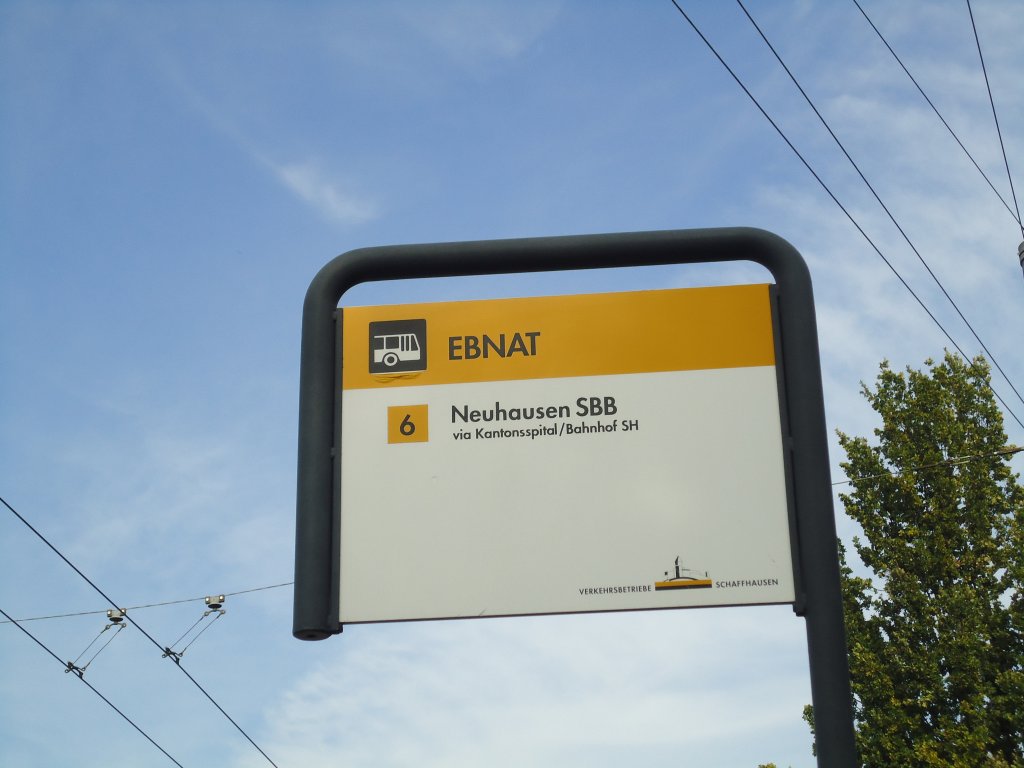 EBNAT
6 Neuhausen SBB
via Kantonsspital/Bahnhof SH
VERKEHRSBETRIEBE SCHAFFHAUSEN